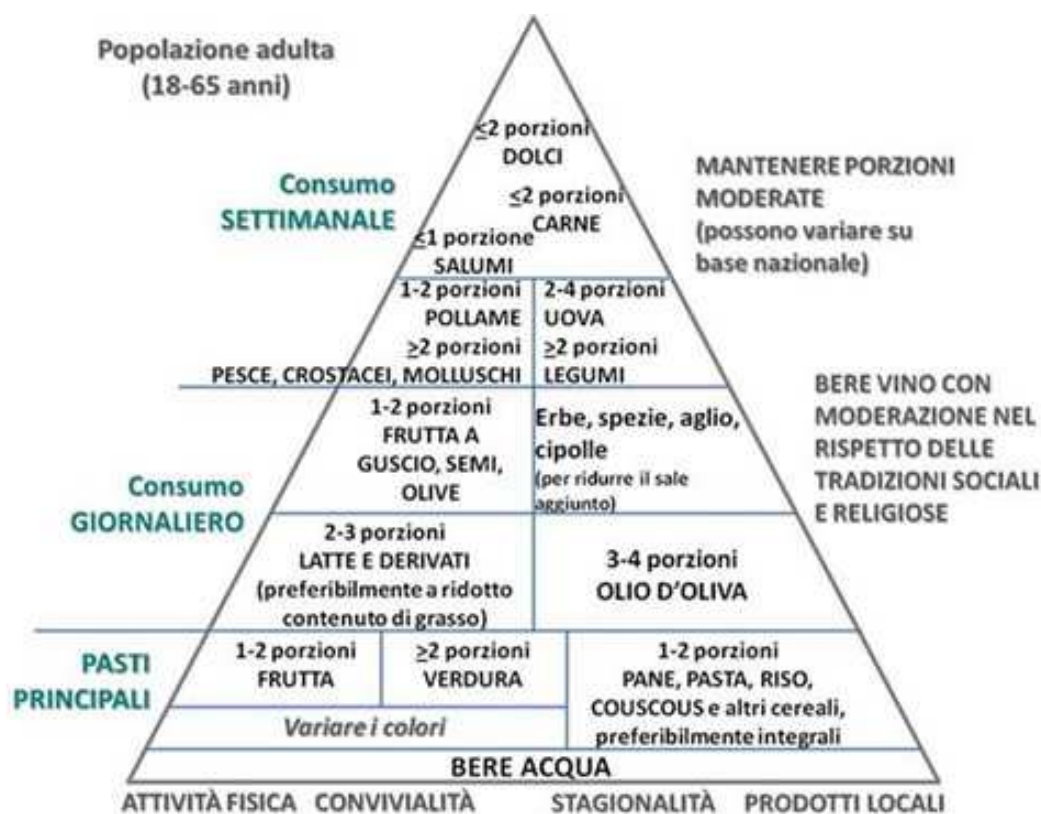 Popolazione adulta
(18-65 anni)
≤2 porzioni
DOLCI
Consumo
SETTIMANALE
≤2 porzioni
CARNE
≤1 porzione
SALUMI
MANTENERE PORZIONI
MODERATE
(possono variare su
base nazionale)
1-2 porzioni
POLLAME
≥2 porzioni
PESCE, CROSTACEI, MOLLUSCHI
2-4 porzioni
UOVA
≥2 porzioni
LEGUMI
BERE VINO CON
MODERAZIONE NEL
RISPETTO DELLE
TRADIZIONI SOCIALI
E RELIGIOSE
Consumo
GIORNALIERO
1-2 porzioni
FRUTTA A
GUSCIO, SEMI,
OLIVE
Erbe, spezie, aglio,
cipolle
(per ridurre il sale
aggiunto)
2-3 porzioni
LATTE E DERIVATI
(preferibilmente a ridotto
contenuto di grasso)
3-4 porzioni
OLIO D'OLIVA
PASTI
PRINCIPALI
1-2 porzioni
FRUTTA
≥2 porzioni
VERDURA
Variare i colori
1-2 porzioni
PANE, PASTA, RISO,
COUSCOUS e altri cereali,
preferibilmente integrali
BERE ACQUA
ATTIVITÀ FISICA CONVIVIALITÀ STAGIONALITÀ PRODOTTI LOCALI